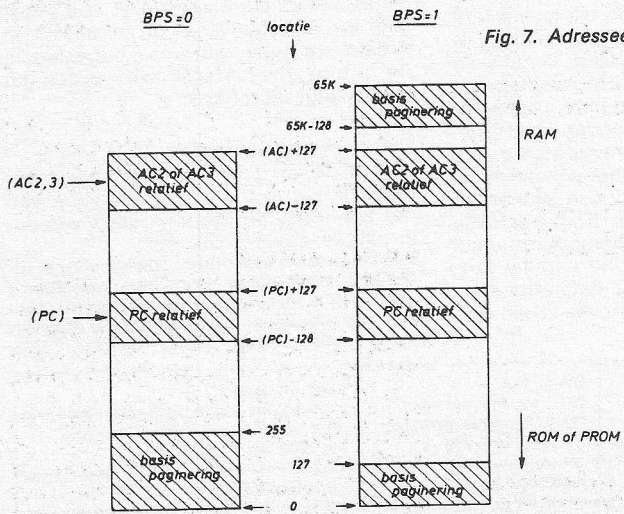 BPS=0
locatie
BPS=1
Fig. 7. Adressee
65K
basis
paginering
65K-128
RAM
(AC)+127
AC2 of AC3
relatief
AC2 of AC3
relatief
(AC2,3)
(AC)-127
(PC)+127
(PC)
PC relatief
PC relatief
(PC)-128
255
ROM of PROM
basis
paginering
127
basis
paginering
0